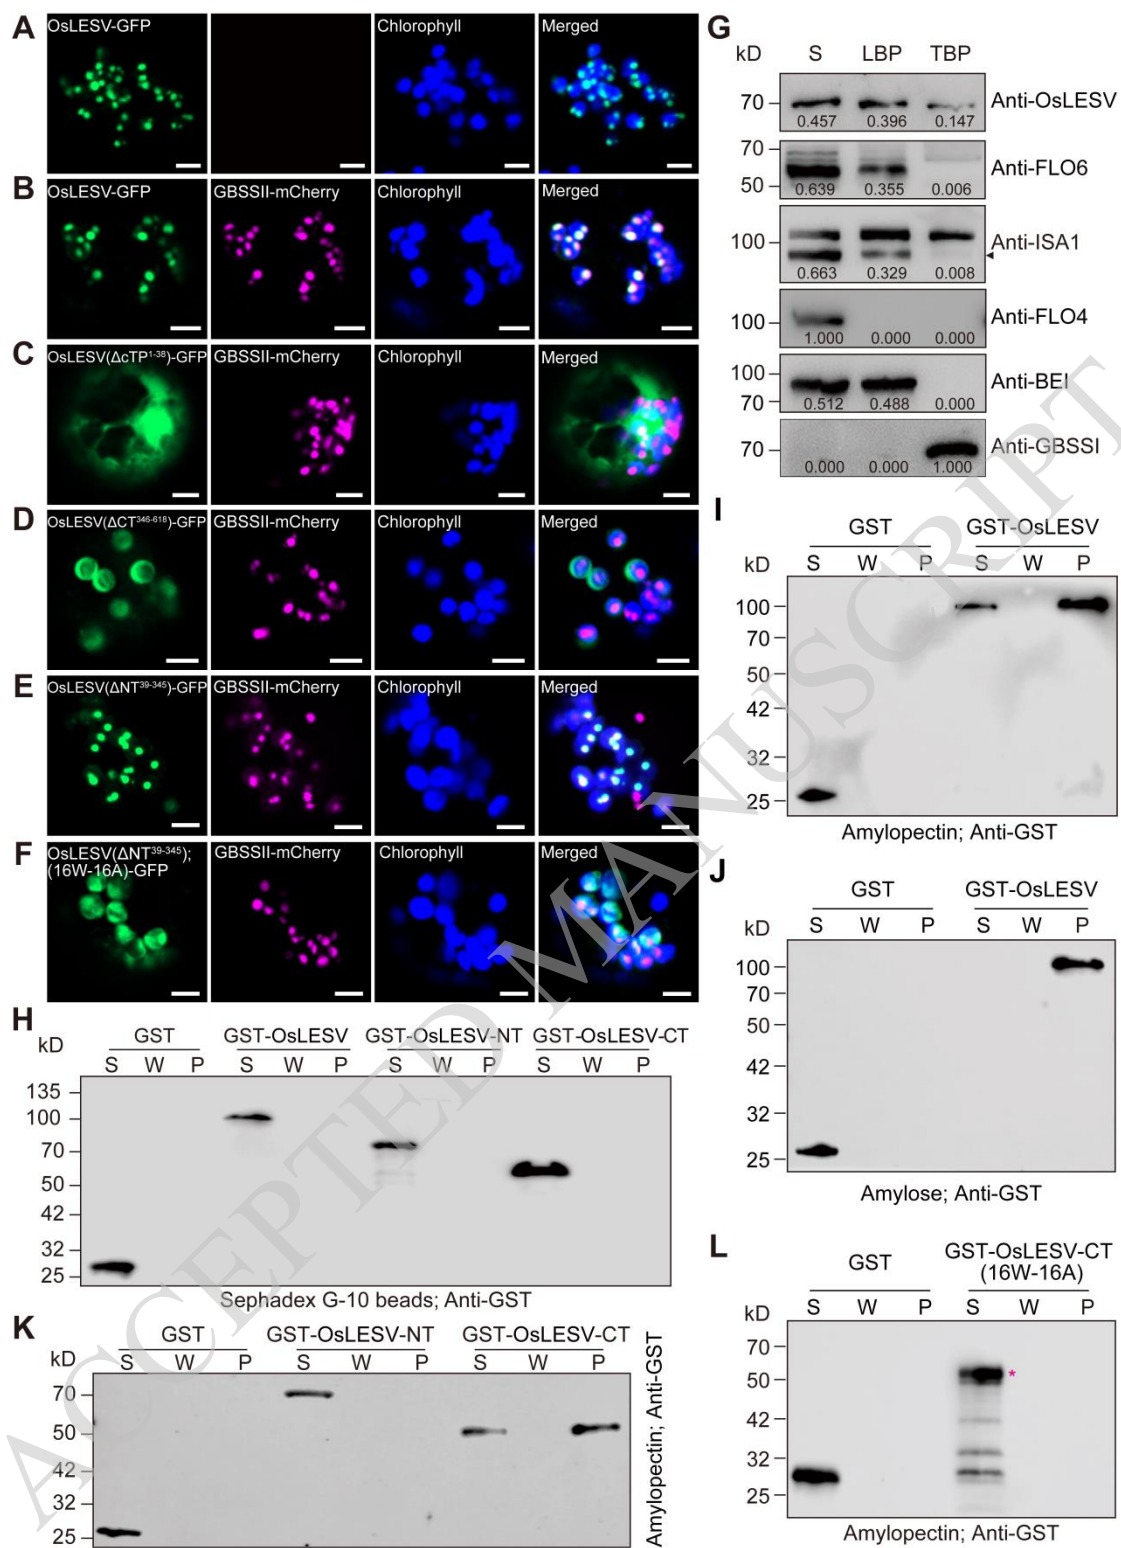 A
OsLESV-GFP
Chlorophyll
Merged
B
OsLESV-GFP
GBSSII-mCherry
Chlorophyll
Merged
C
OsLESV(ΔcTP¹⁻³⁸)-GFP
GBSSII-mCherry
Chlorophyll
Merged
D
OsLESV(ΔCT³⁴⁶⁻⁶¹⁸)-GFP
GBSSII-mCherry
Chlorophyll
Merged
E
OsLESV(ΔNT³⁹⁻³⁴⁵)-GFP
GBSSII-mCherry
Chlorophyll
Merged
F
OsLESV(ΔNT³⁹⁻³⁴⁵);
(16W-16A)-GFP
GBSSII-mCherry
Chlorophyll
Merged
G
kD S LBP TBP
70 Anti-OsLESV
0.457 0.396 0.147
70
50 Anti-FLO6
0.639 0.355 0.006
100 Anti-ISA1
0.663 0.329 0.008
100 Anti-FLO4
1.000 0.000 0.000
100
70 Anti-BEI
0.512 0.488 0.000
70 Anti-GBSSI
0.000 0.000 1.000
H
GST GST-OsLESV GST-OsLESV-NT GST-OsLESV-CT
kD S W P S W P S W P S W P
135
100
70
50
42
32
25
Sephadex G-10 beads; Anti-GST
I
GST GST-OsLESV
kD S W P S W P
100
70
50
42
32
25
Amylopectin; Anti-GST
J
GST GST-OsLESV
kD S W P S W P
100
70
50
42
32
25
Amylose; Anti-GST
K
GST GST-OsLESV-NT GST-OsLESV-CT
kD S W P S W P S W P
70
50
42
32
25
Amylopectin; Anti-GST
L
GST GST-OsLESV-CT
(16W-16A)
kD S W P S W P
70
50 *
42
32
25
Amylopectin; Anti-GST
ACCEPTED MANUSCRIPT